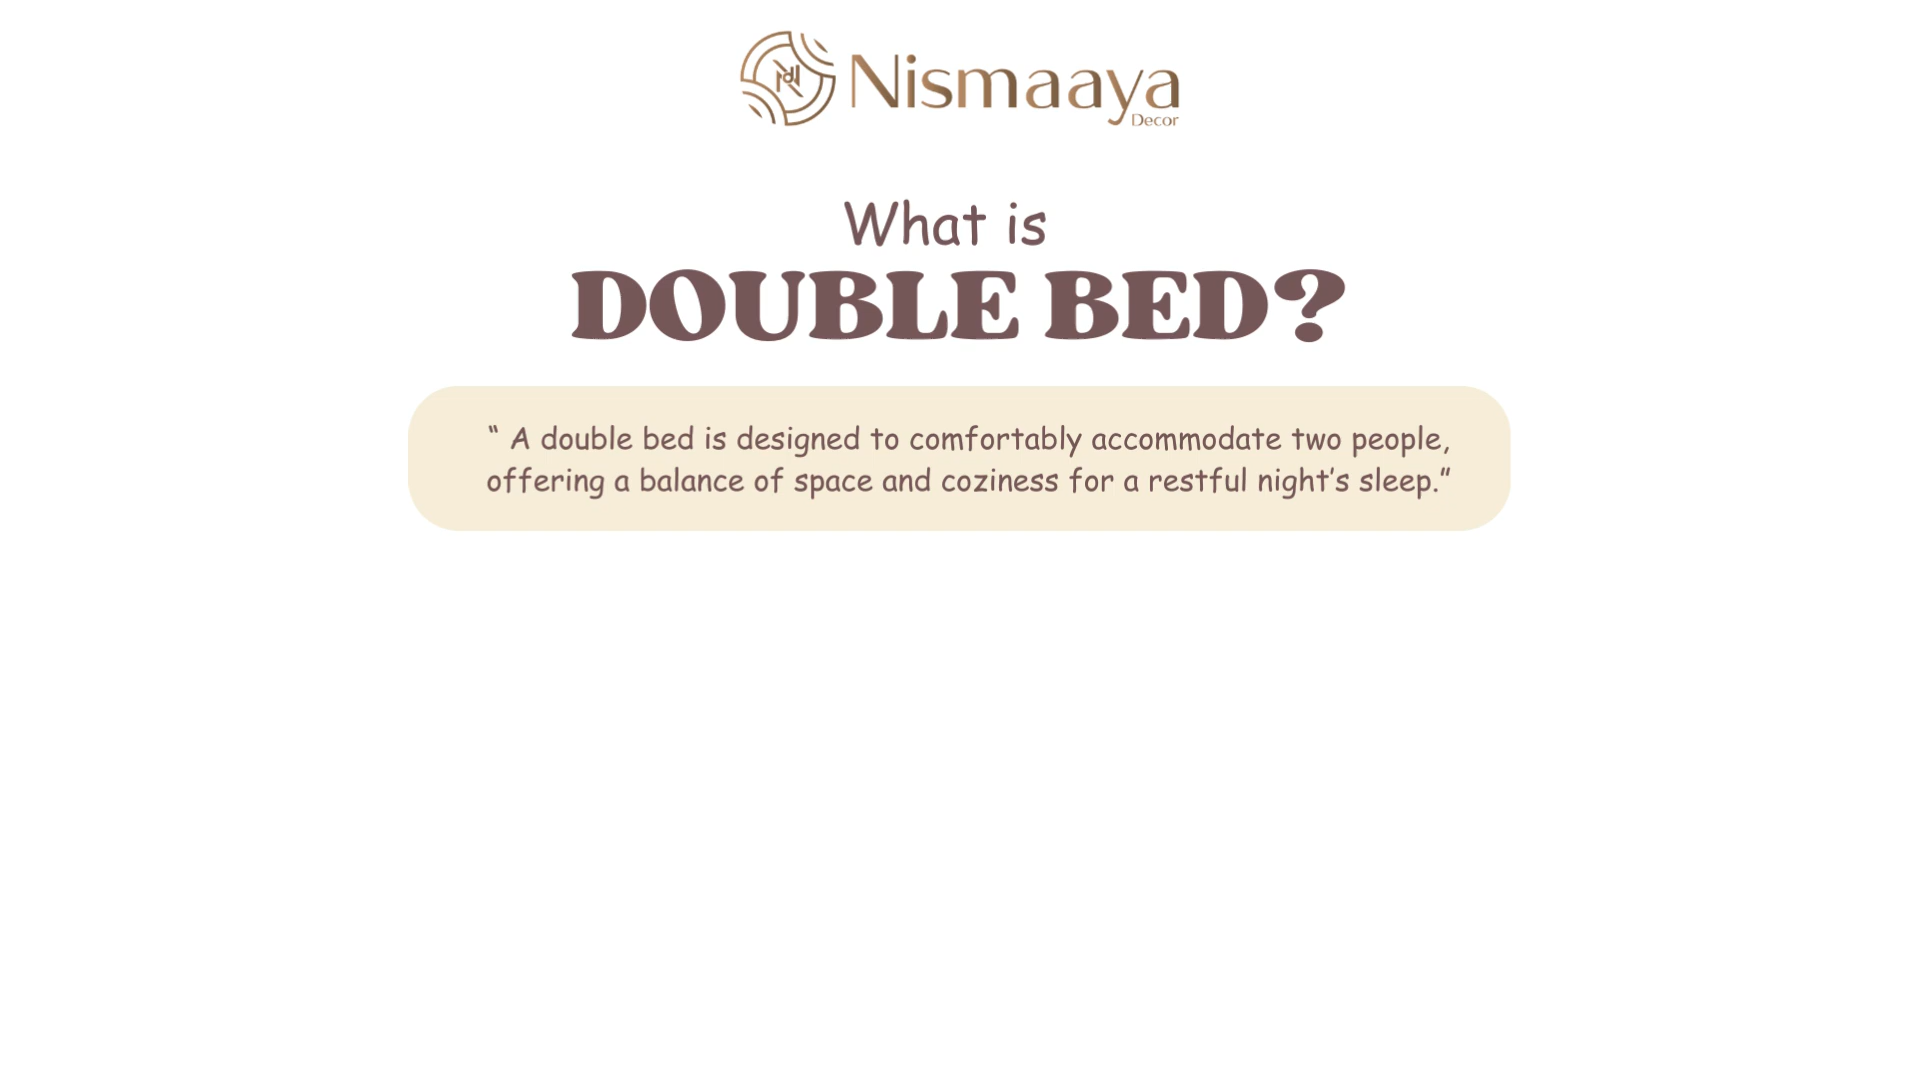 Nismaaya
Decor
What is
DOUBLE BED?
“ A double bed is designed to comfortably accommodate two people,
offering a balance of space and coziness for a restful night’s sleep.”